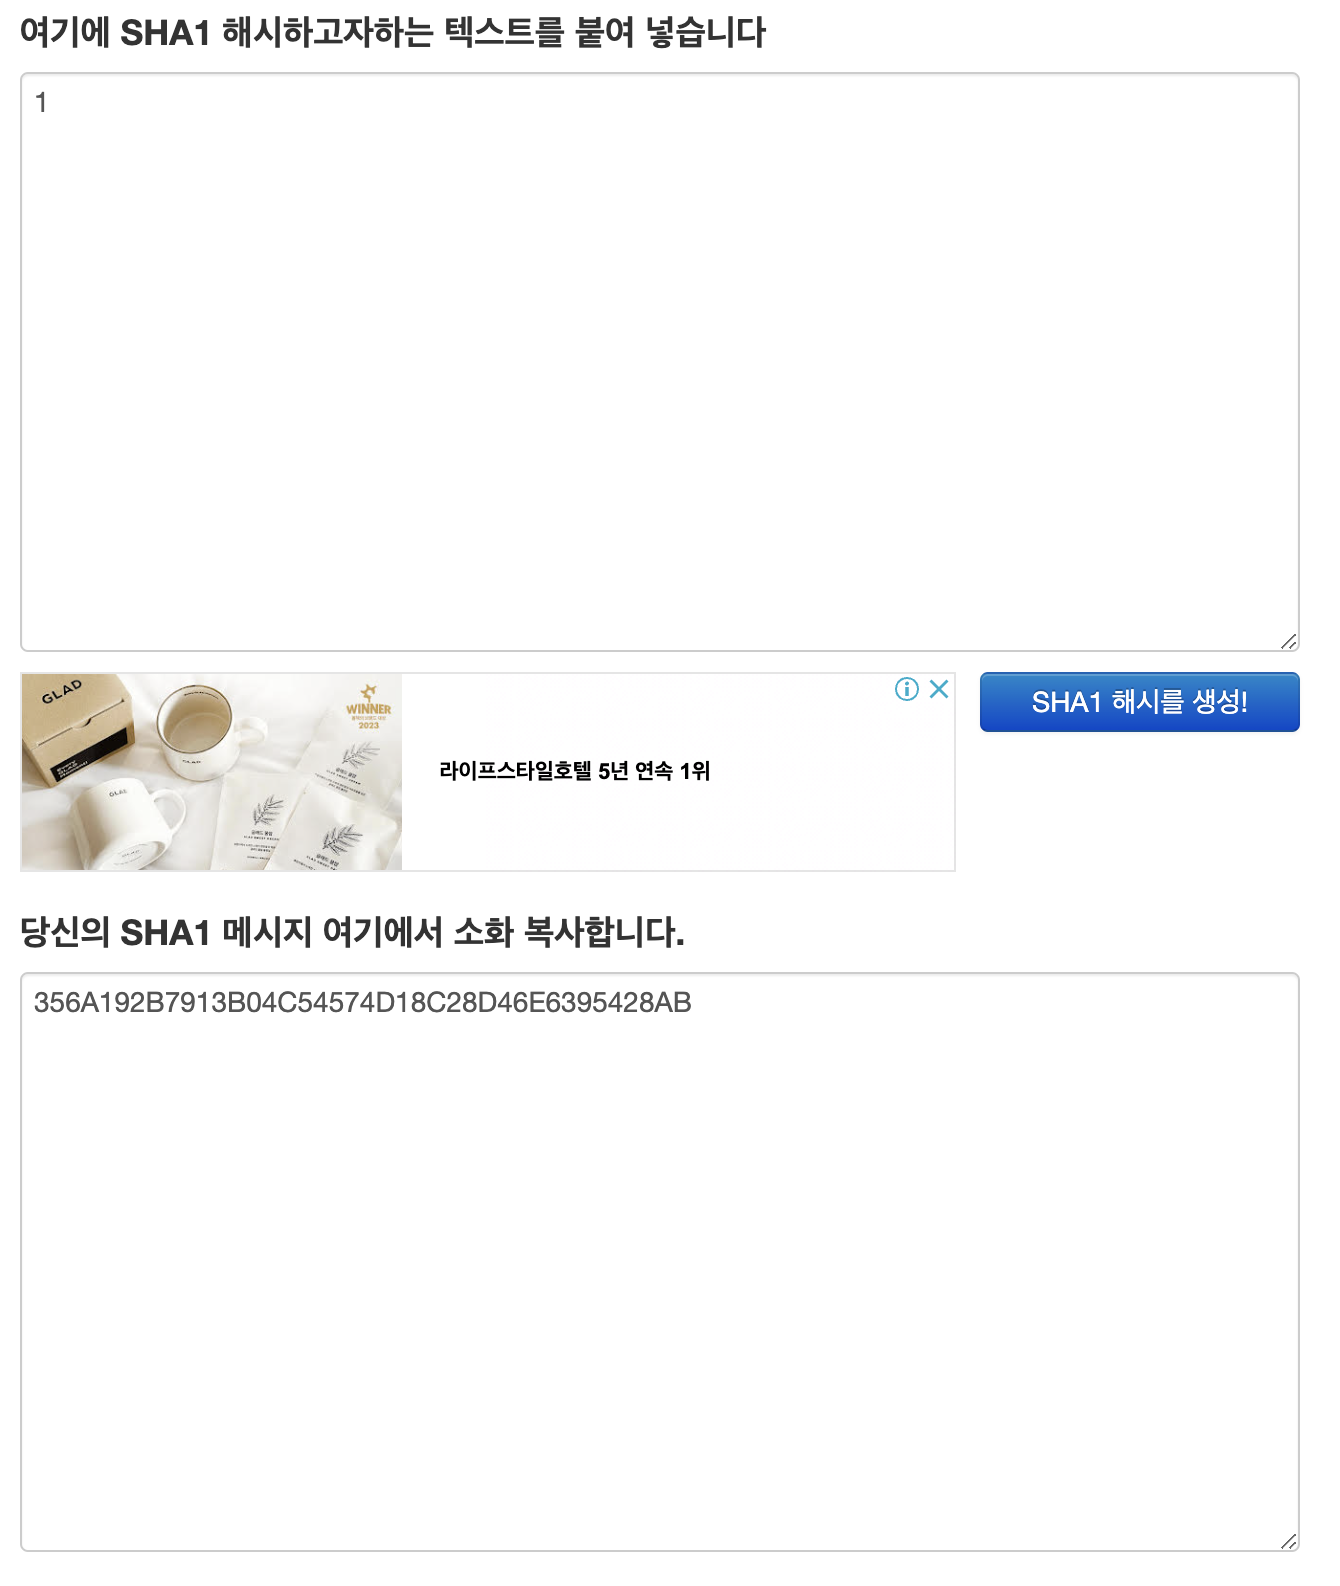 여기에 SHA1 해시하고자하는 텍스트를 붙여 넣습니다
1
GLAD
WINNER
2023
GLAD
GLAD
라이프스타일호텔 5년 연속 1위
SHA1 해시를 생성!
당신의 SHA1 메시지 여기에서 소화 복사합니다.
356A192B7913B04C54574D18C28D46E6395428AB